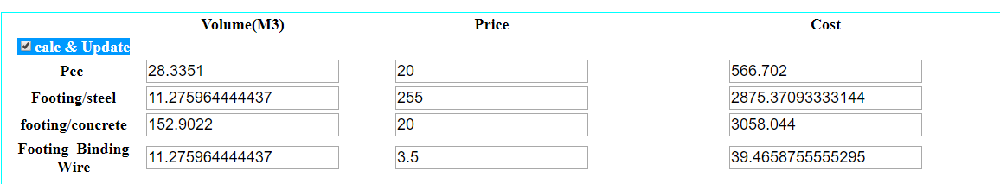 Volume(M3) Price Cost
calc & Update
Pcc 28.3351 20 566.702
Footing/steel 11.275964444437 255 2875.37093333144
footing/concrete 152.9022 20 3058.044
Footing Binding
Wire 11.275964444437 3.5 39.4658755555295